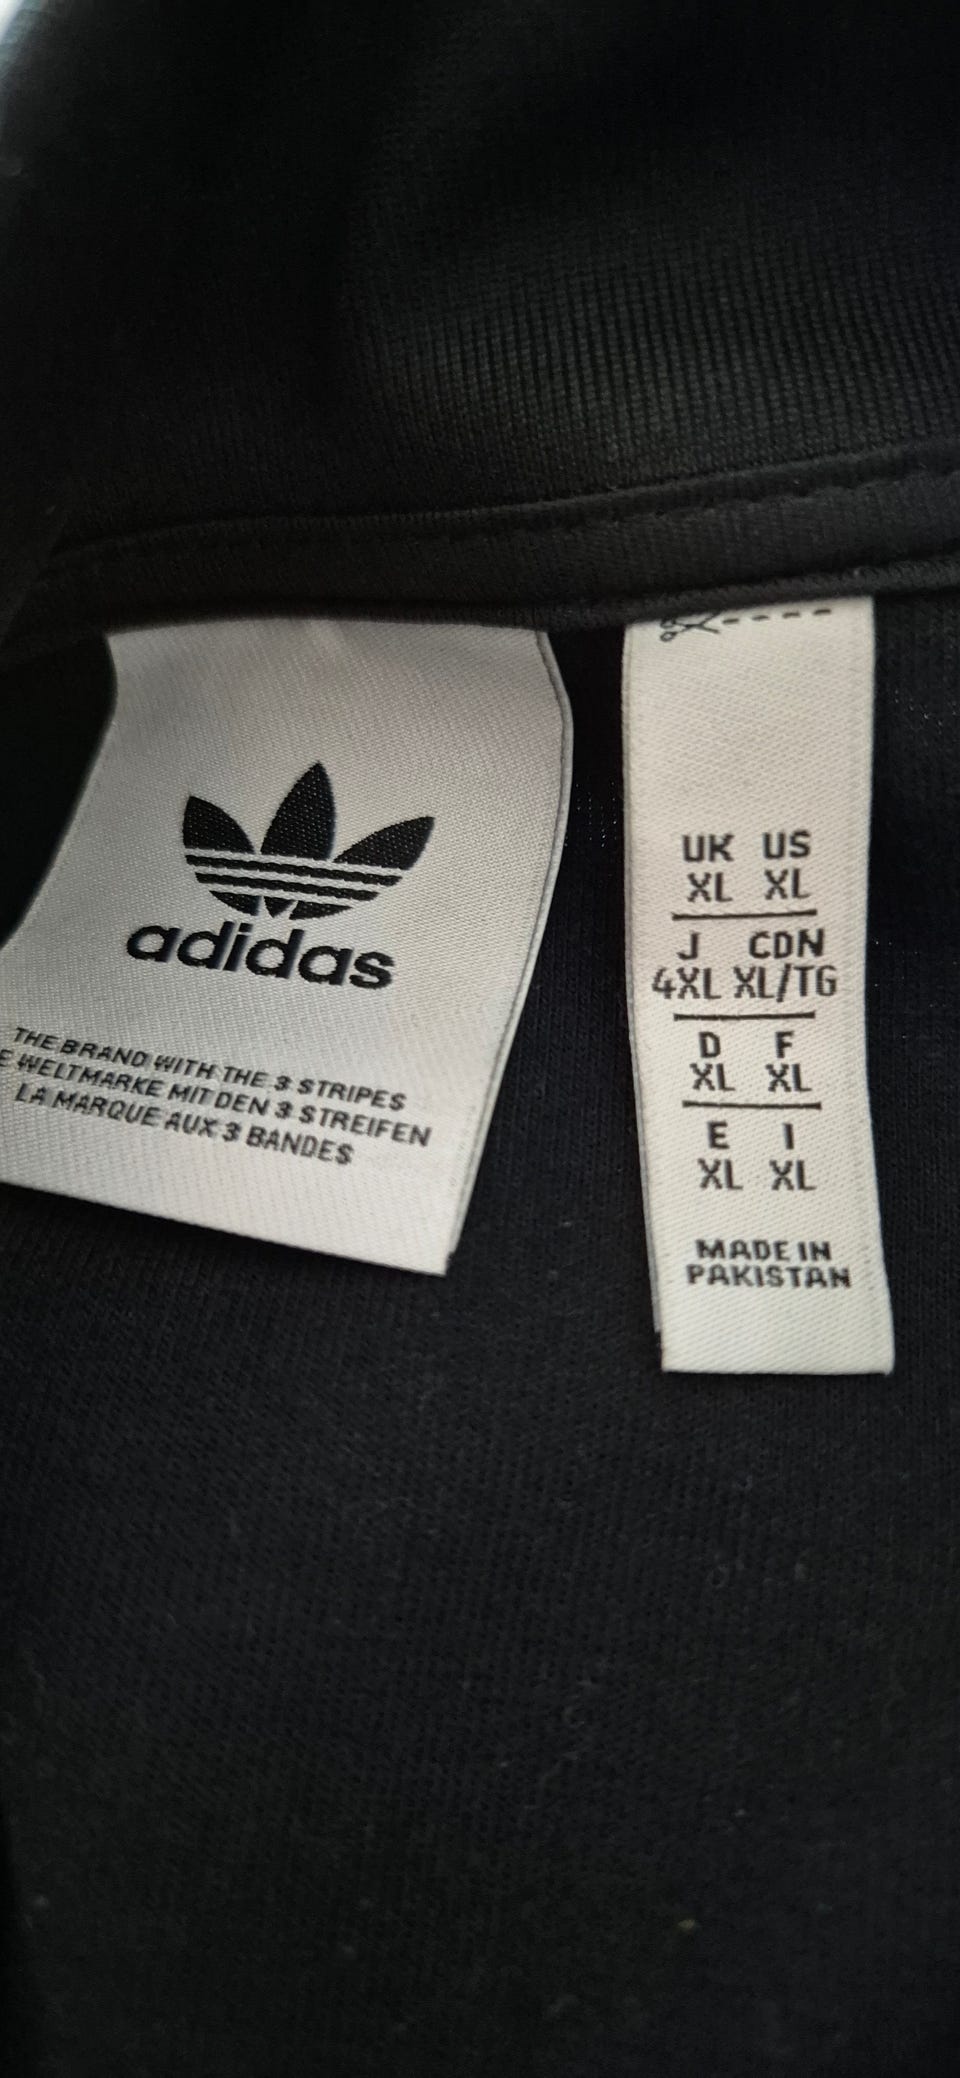 adidas
THE BRAND WITH THE 3 STRIPES
WELTMARKE MIT DEN 3 STREIFEN
LA MARQUE AUX 3 BANDES
UK US
XL XL
J CDN
4XL XL/TG
D F
XL XL
E I
XL XL
MADE IN
PAKISTAN